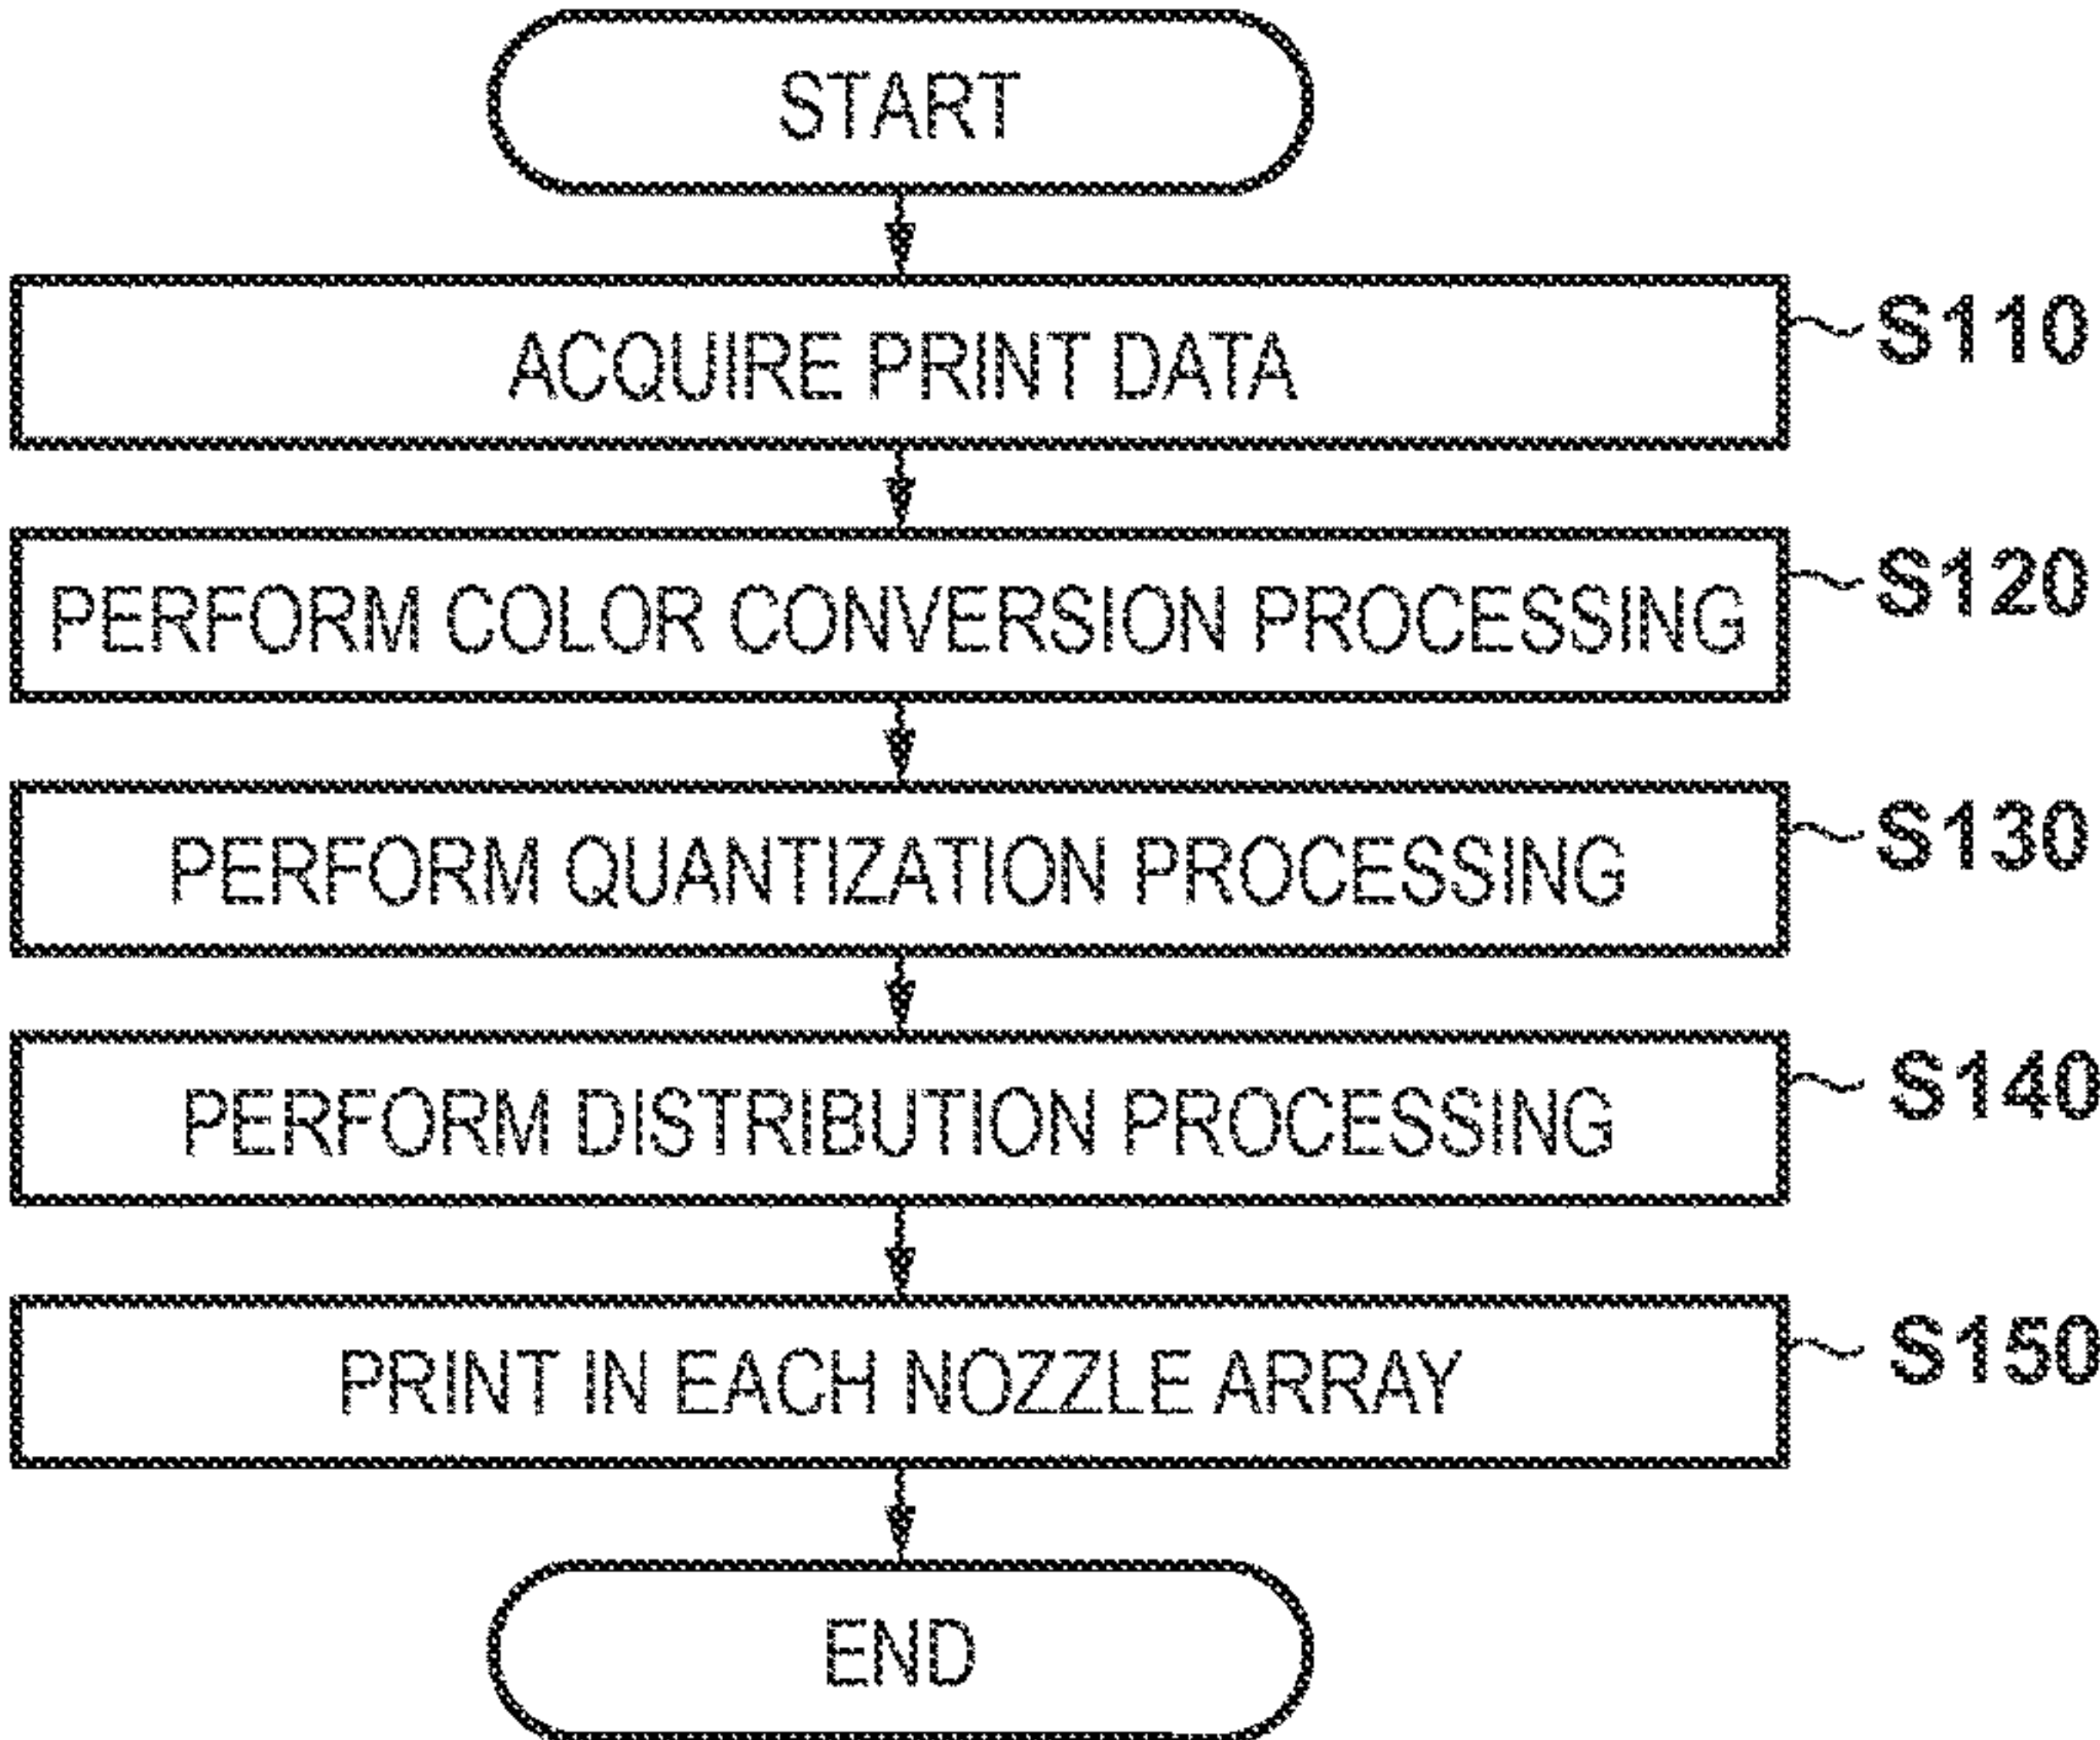 START
ACQUIRE PRINT DATA
S110
PERFORM COLOR CONVERSION PROCESSING
S120
PERFORM QUANTIZATION PROCESSING
S130
PERFORM DISTRIBUTION PROCESSING
S140
PRINT IN EACH NOZZLE ARRAY
S150
END